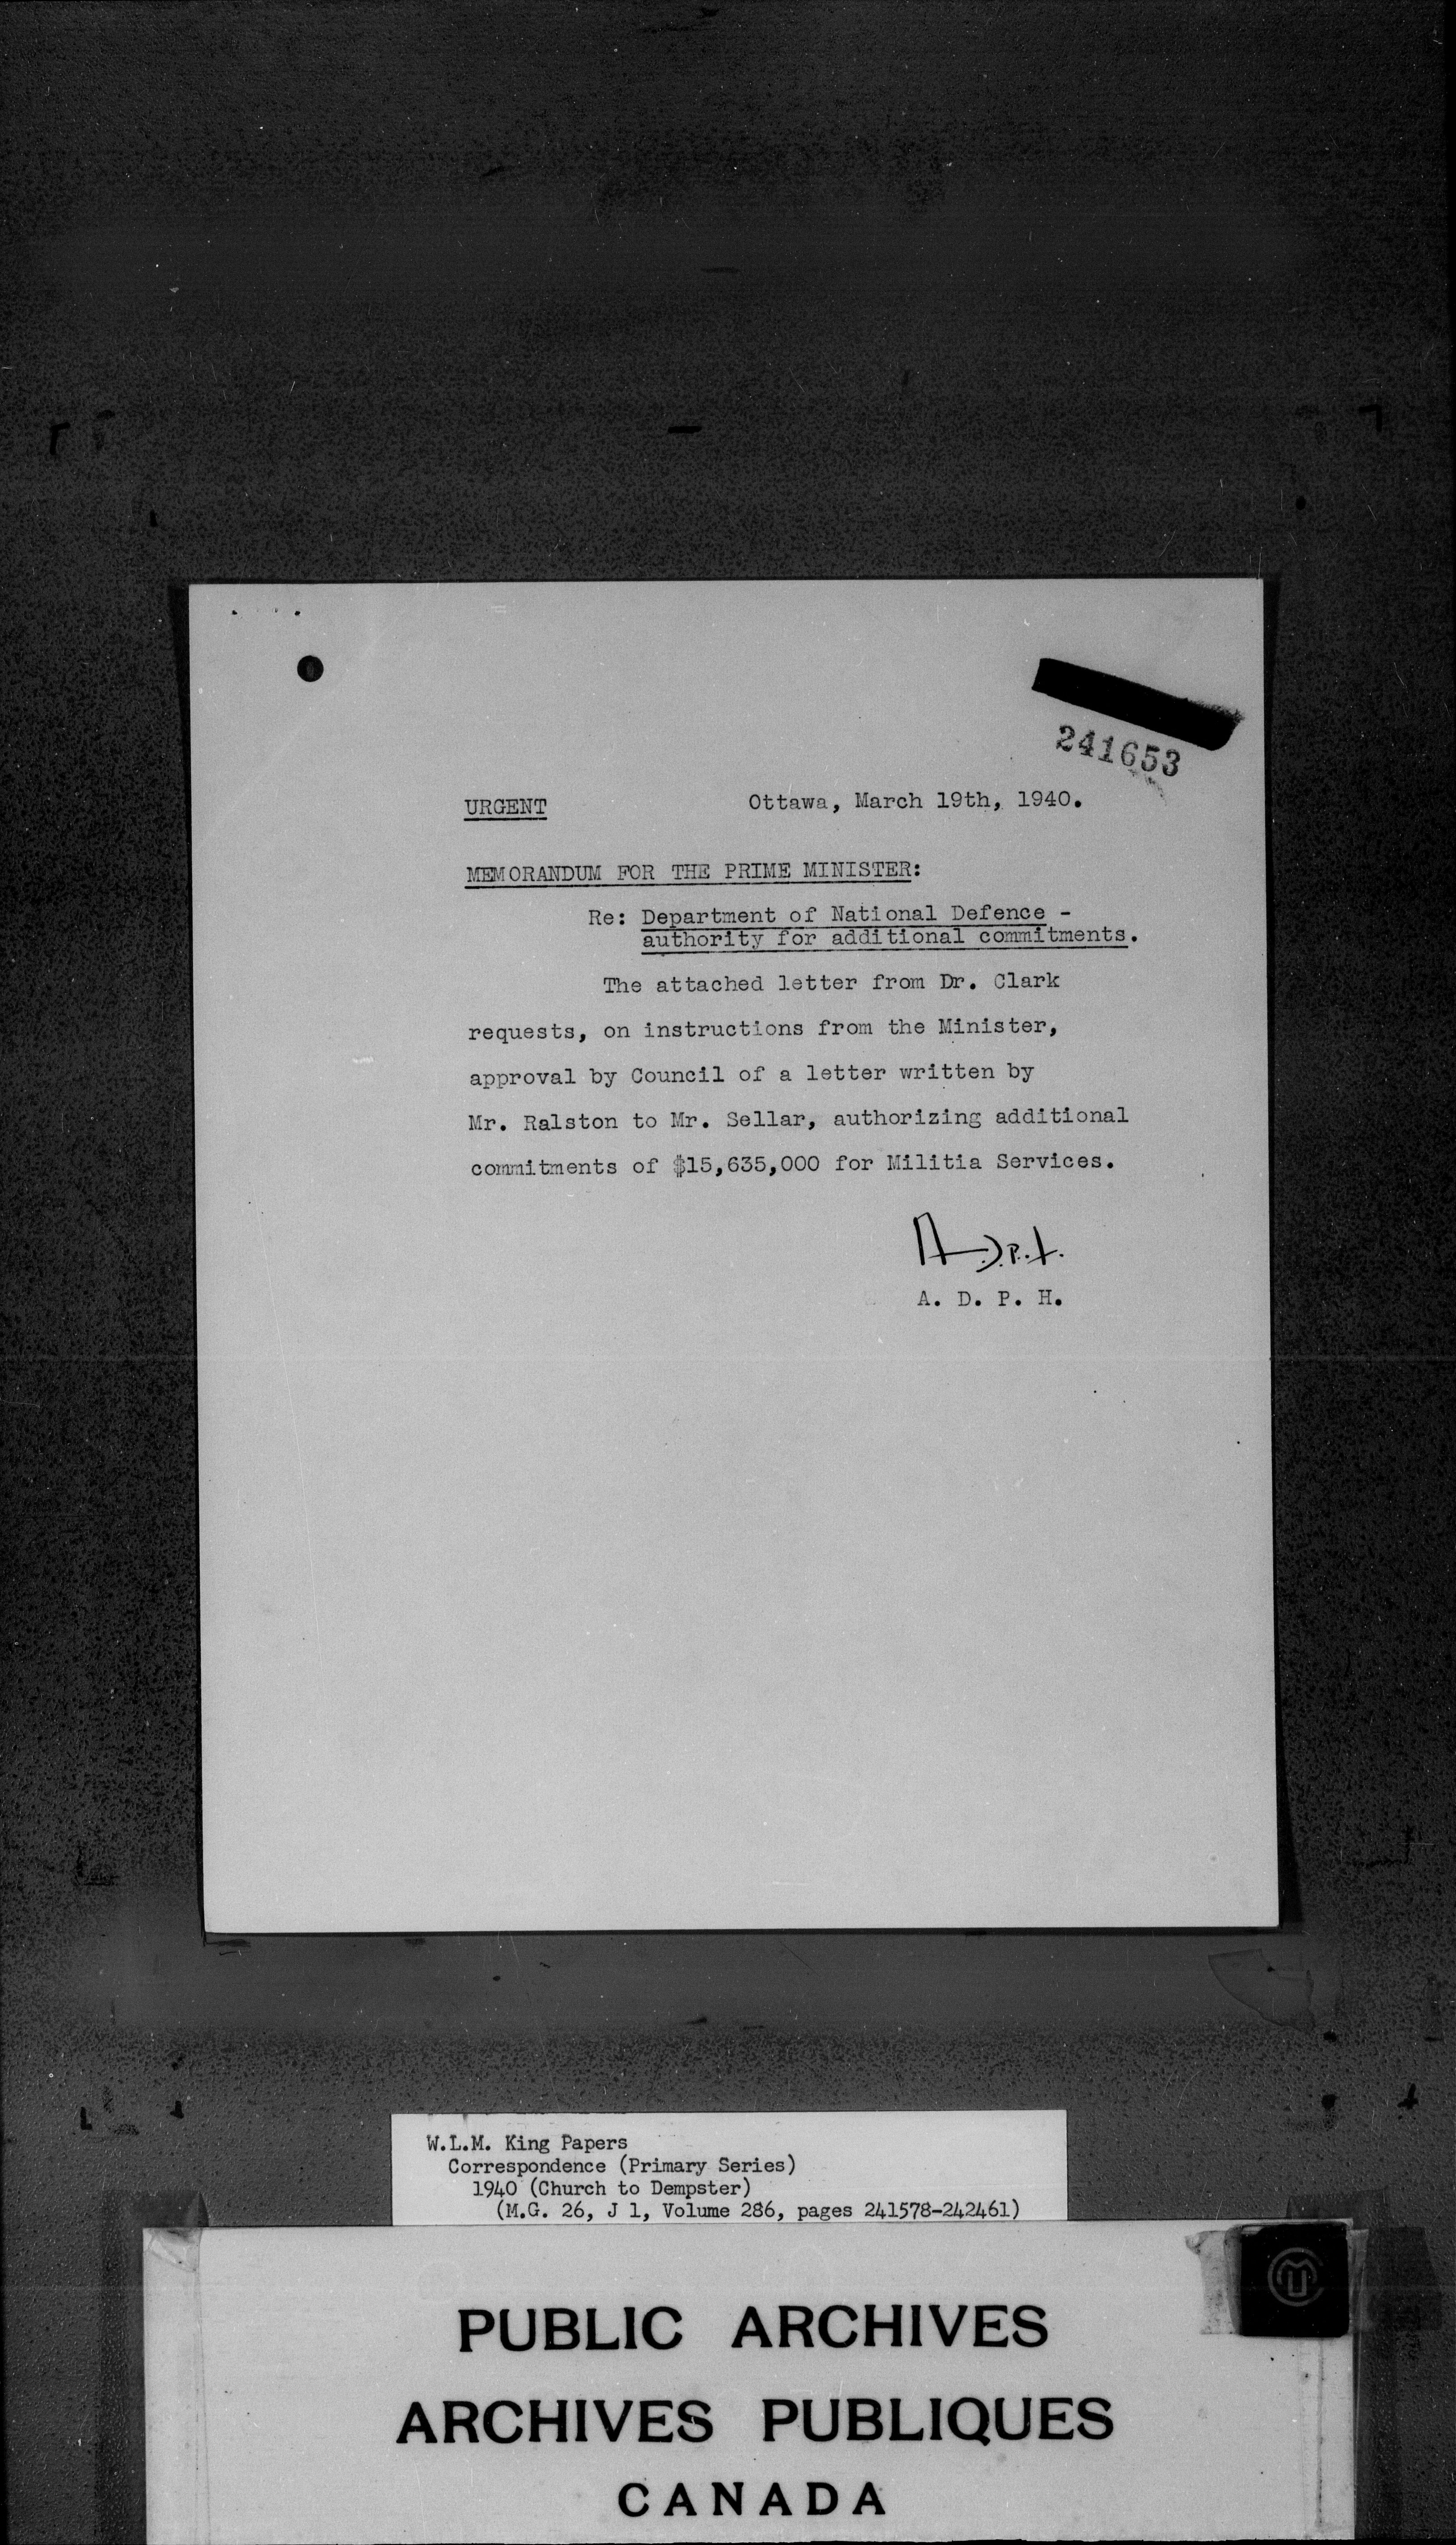 241653
URGENT Ottawa, March 19th, 1940.
MEMORANDUM FOR THE PRIME MINISTER:
Re: Department of National Defence -
authority for additional commitments.
The attached letter from Dr. Clark
requests, on instructions from the Minister,
approval by Council of a letter written by
Mr. Ralston to Mr. Sellar, authorizing additional
commitments of $15,635,000 for Militia Services.
A.D.P.H.
A. D. P. H.
W.L.M. King Papers
Correspondence (Primary Series)
1940 (Church to Dempster)
(M.G. 26, J 1, Volume 286, pages 241578-242461)
PUBLIC ARCHIVES
ARCHIVES PUBLIQUES
CANADA